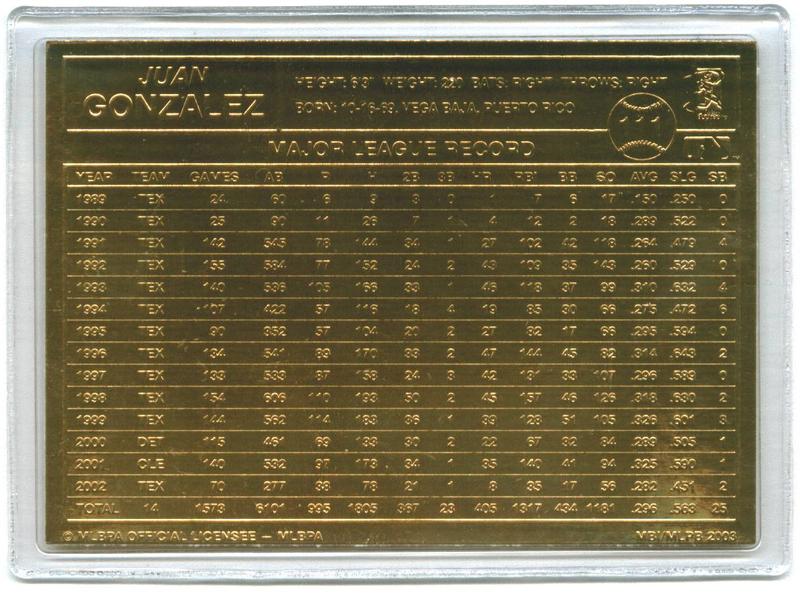 JUAN
GONZALEZ
HEIGHT: 6'3" WEIGHT: 220 BATS: RIGHT THROWS: RIGHT
BORN: 10-16-69, VEGA BAJA, PUERTO RICO
MAJOR LEAGUE RECORD
YEAR TEAM GAMES AB R H 2B 3B HR RBI BB SO AVG SLG SB
1989 TEX 24 60 6 9 3 0 1 7 6 17 .150 .250 0
1990 TEX 25 90 11 26 7 1 4 12 2 18 .289 .522 0
1991 TEX 142 545 78 144 34 1 27 102 42 118 .264 .479 4
1992 TEX 155 584 77 152 24 2 43 109 35 143 .260 .529 0
1993 TEX 140 536 105 166 33 1 46 118 37 99 .310 .632 4
1994 TEX 107 422 57 116 18 4 19 85 30 66 .275 .472 6
1995 TEX 90 352 57 104 20 2 27 82 17 66 .295 .594 0
1996 TEX 134 541 89 170 33 2 47 144 45 82 .314 .643 2
1997 TEX 133 533 87 158 24 3 42 131 33 107 .296 .589 0
1998 TEX 154 606 110 193 50 2 45 157 46 126 .318 .630 2
1999 TEX 144 562 114 183 36 1 39 128 51 105 .326 .601 3
2000 DET 115 461 69 133 30 2 22 67 32 84 .289 .505 1
2001 CLE 140 532 97 173 34 1 35 140 41 94 .325 .590 1
2002 TEX 70 277 38 78 21 1 8 35 17 56 .282 .451 2
TOTAL 14 1573 6101 995 1805 367 23 405 1317 434 1181 .296 .563 25
© MLBPA OFFICIAL LICENSEE – MLBPA MBI/MLPB 2003